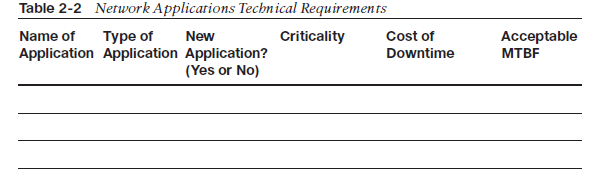 Table 2-2 Network Applications Technical Requirements
Name of Type of New Criticality Cost of Acceptable
Application Application Application? Downtime MTBF
(Yes or No)